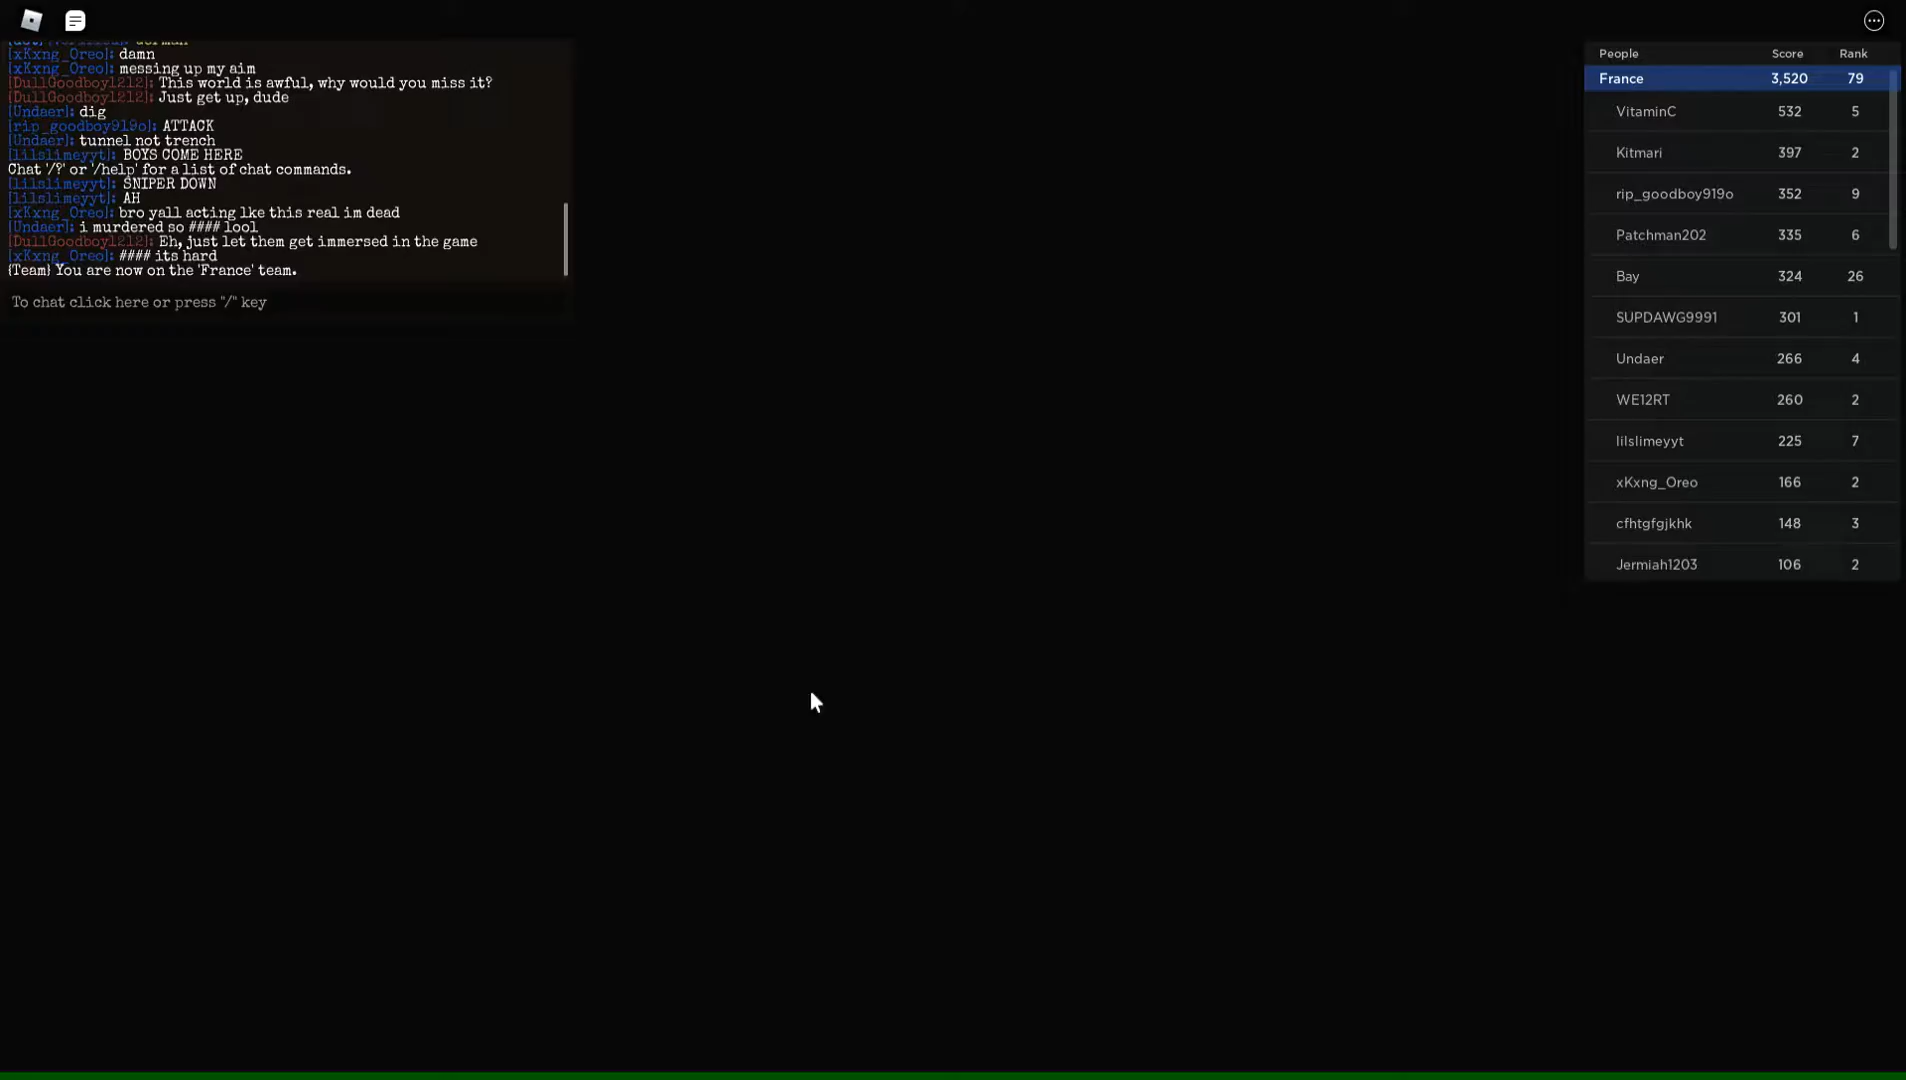 [xKxng_Oreo]: damn
[xKxng_Oreo]: messing up my aim
[DullGoodboy1212]: This world is awful, why would you miss it?
[DullGoodboy1212]: Just get up, dude
[Undaer]: dig
[rip_goodboy919o]: ATTACK
[Undaer]: tunnel not trench
[lilslimeyyt]: BOYS COME HERE
Chat '/?' or '/help' for a list of chat commands.
[lilslimeyyt]: SNIPER DOWN
[lilslimeyyt]: AH
[xKxng_Oreo]: bro yall acting lke this real im dead
[Undaer]: i murdered so #### lool
[DullGoodboy1212]: Eh, just let them get immersed in the game
[xKxng_Oreo]: #### its hard
{Team} You are now on the 'France' team.
To chat click here or press "/" key
People Score Rank
France 3,520 79
VitaminC 532 5
Kitmari 397 2
rip_goodboy919o 352 9
Patchman202 335 6
Bay 324 26
SUPDAWG9991 301 1
Undaer 266 4
WE12RT 260 2
lilslimeyyt 225 7
xKxng_Oreo 166 2
cfhtgfgjkhk 148 3
Jermiah1203 106 2